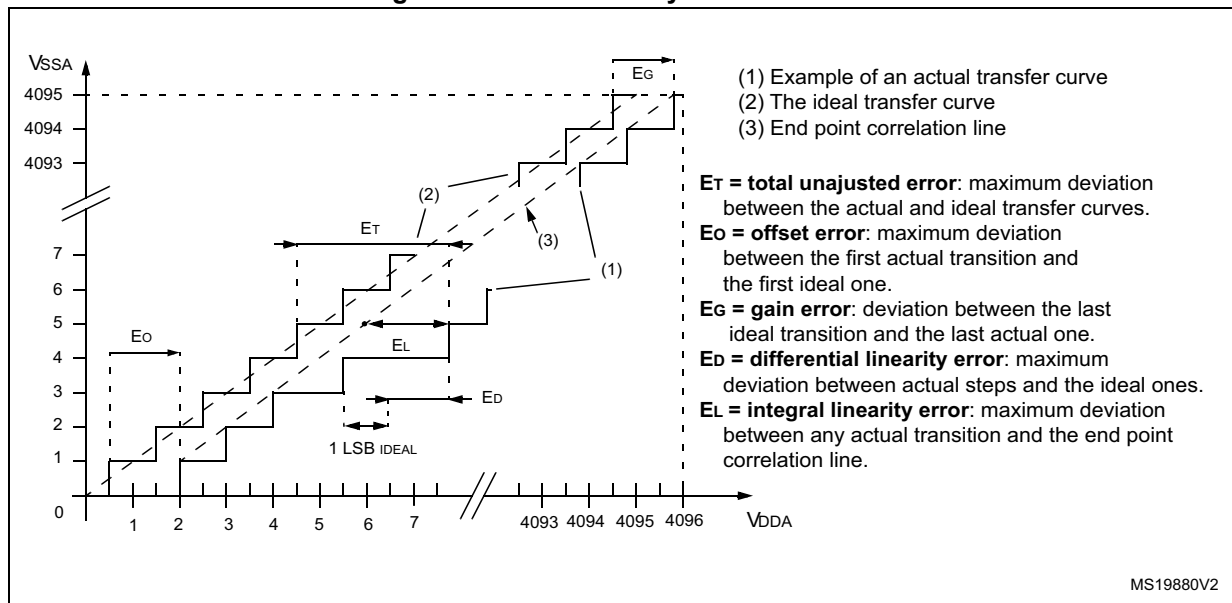 VSSA
EG
(1) Example of an actual transfer curve
(2) The ideal transfer curve
(3) End point correlation line
4095
4094
4093
(2)
ET = total unajusted error: maximum deviation
between the actual and ideal transfer curves.
EO = offset error: maximum deviation
between the first actual transition and
the first ideal one.
EG = gain error: deviation between the last
ideal transition and the last actual one.
ED = differential linearity error: maximum
deviation between actual steps and the ideal ones.
EL = integral linearity error: maximum deviation
between any actual transition and the end point
correlation line.
ET
(3)
(1)
7
6
5
4
3
2
1
0
EO
EL
ED
1 LSB IDEAL
1 2 3 4 5 6 7 4093 4094 4095 4096
VDDA
MS19880V2